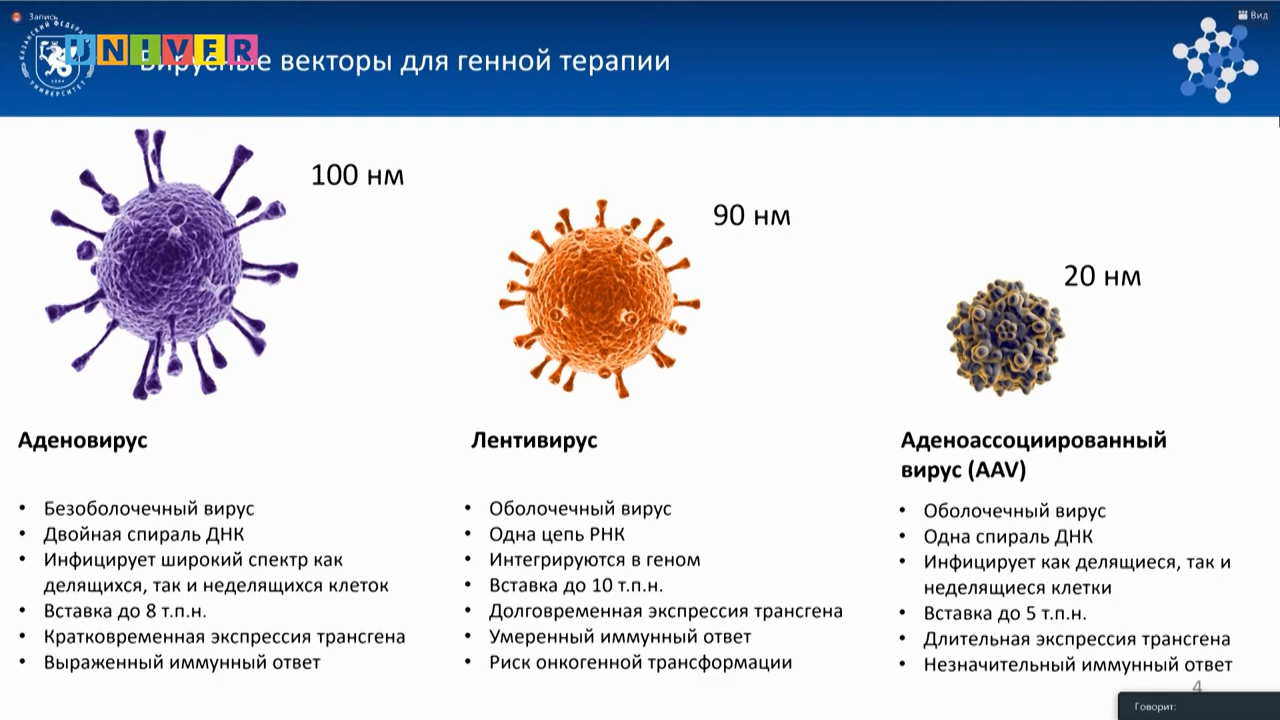 Запись
Вид
КАЗАНСКИЙ ФЕДЕРАЛЬНЫЙ УНИВЕРСИТЕТ
1804
UNIVER
Вирусные векторы для генной терапии
100 нм
90 нм
20 нм
Аденовирус
• Безоболочечный вирус
• Двойная спираль ДНК
• Инфицирует широкий спектр как
делящихся, так и неделящихся клеток
• Вставка до 8 т.п.н.
• Кратковременная экспрессия трансгена
• Выраженный иммунный ответ
Лентивирус
• Оболочечный вирус
• Одна цепь РНК
• Интегрируются в геном
• Вставка до 10 т.п.н.
• Долговременная экспрессия трансгена
• Умеренный иммунный ответ
• Риск онкогенной трансформации
Аденоассоциированный
вирус (AAV)
• Оболочечный вирус
• Одна спираль ДНК
• Инфицирует как делящиеся, так и
неделящиеся клетки
• Вставка до 5 т.п.н.
• Длительная экспрессия трансгена
• Незначительный иммунный ответ
4
Говорит: